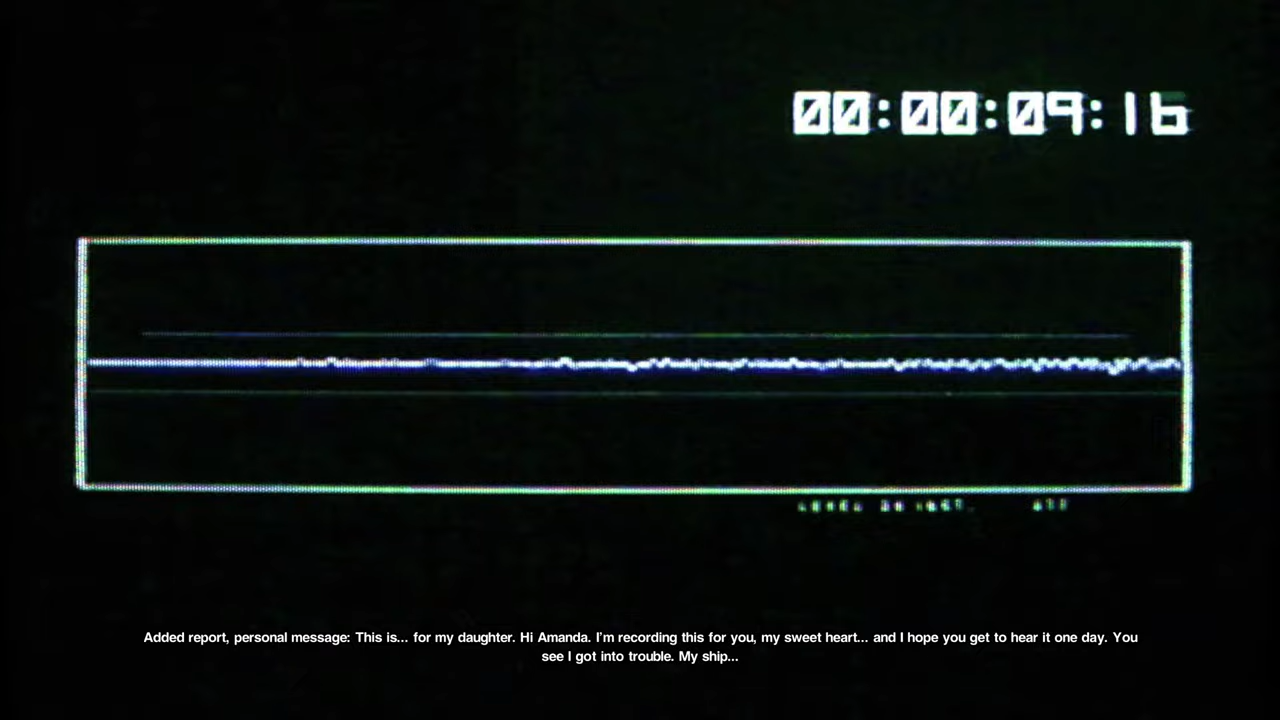 00:00:09:16
Added report, personal message: This is... for my daughter. Hi Amanda. I'm recording this for you, my sweet heart... and I hope you get to hear it one day. You
see I got into trouble. My ship...